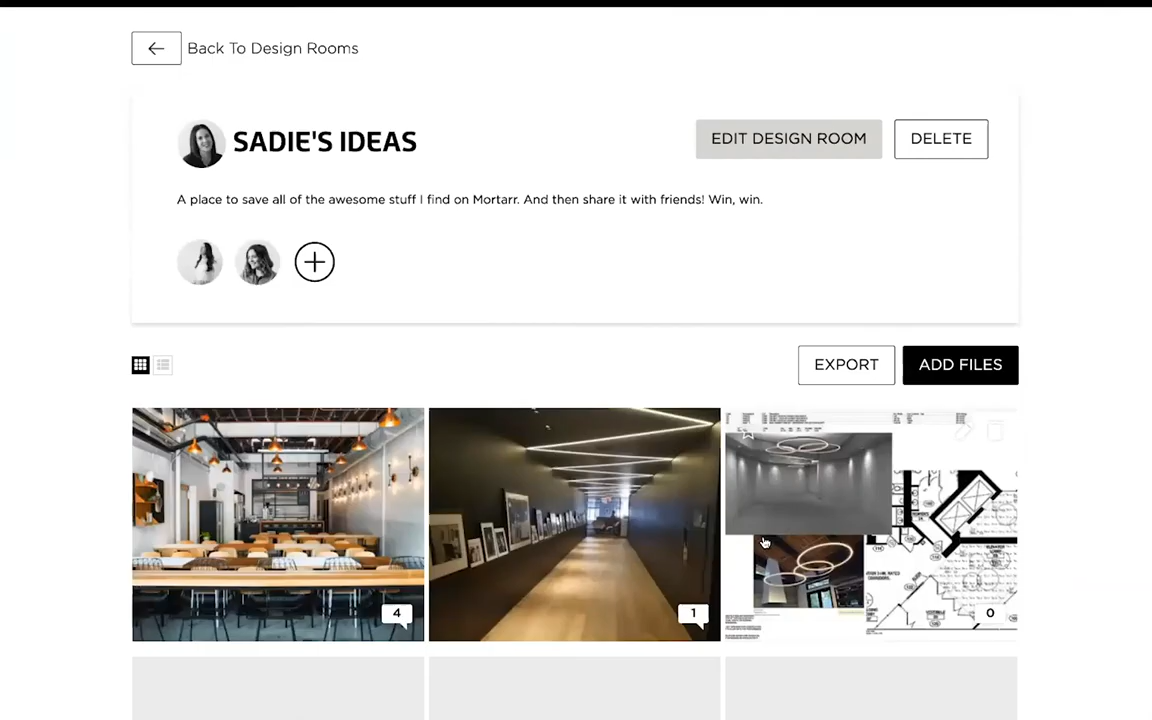 Back To Design Rooms
SADIE'S IDEAS
EDIT DESIGN ROOM
DELETE
A place to save all of the awesome stuff I find on Mortarr. And then share it with friends! Win, win.
EXPORT
ADD FILES
4
1
0